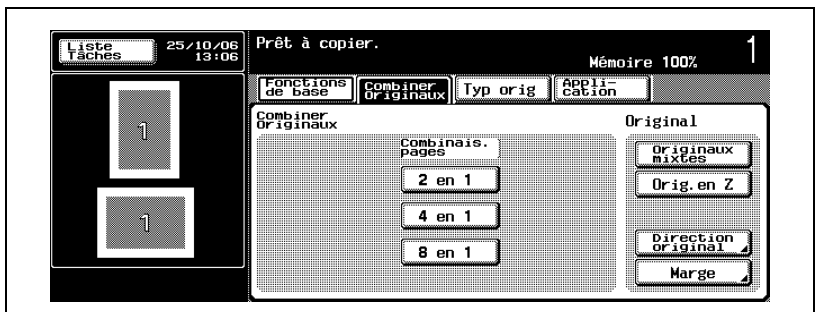 Liste
Tâches
25/10/06
13:06
Prêt à copier.
Mémoire 100%
1
Fonctions
de base
Combiner
Originaux
Typ orig
Appli-
cation
1
1
Combiner
Originaux
Combinais.
pages
2 en 1
4 en 1
8 en 1
Original
Originaux
mixtes
Orig.en Z
Direction
original
Marge